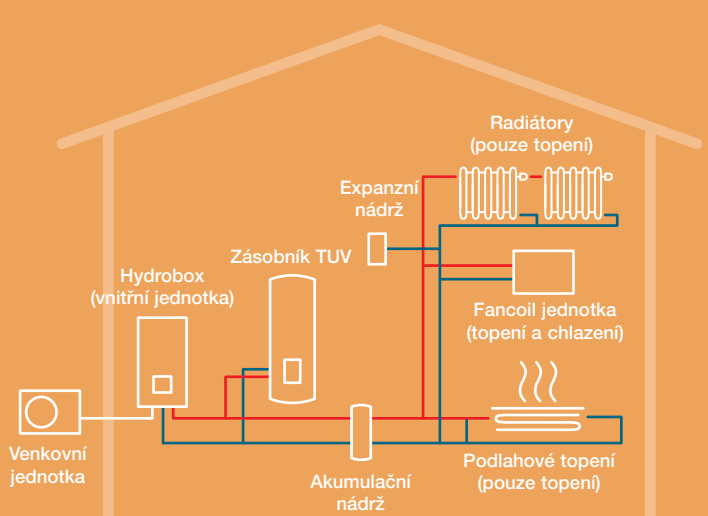 Radiátory
(pouze topení)
Expanzní
nádrž
Zásobník TUV
Hydrobox
(vnitřní jednotka)
Fancoil jednotka
(topení a chlazení)
Venkovní
jednotka
Akumulační
nádrž
Podlahové topení
(pouze topení)